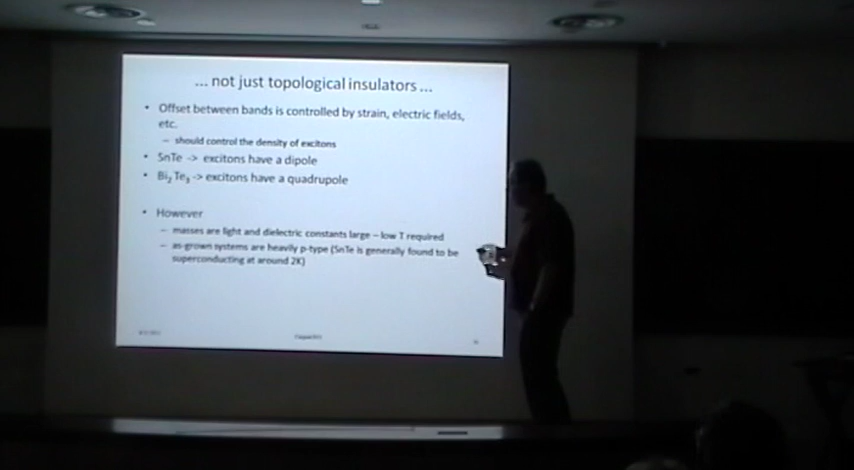 ... not just topological insulators ...
• Offset between bands is controlled by strain, electric fields,
etc.
– should control the density of excitons
• SnTe -> excitons have a dipole
• Bi₂Te₃ -> excitons have a quadrupole
• However
– masses are light and dielectric constants large – low T required
– as-grown systems are heavily p-type (SnTe is generally found to be
superconducting at around 2K)